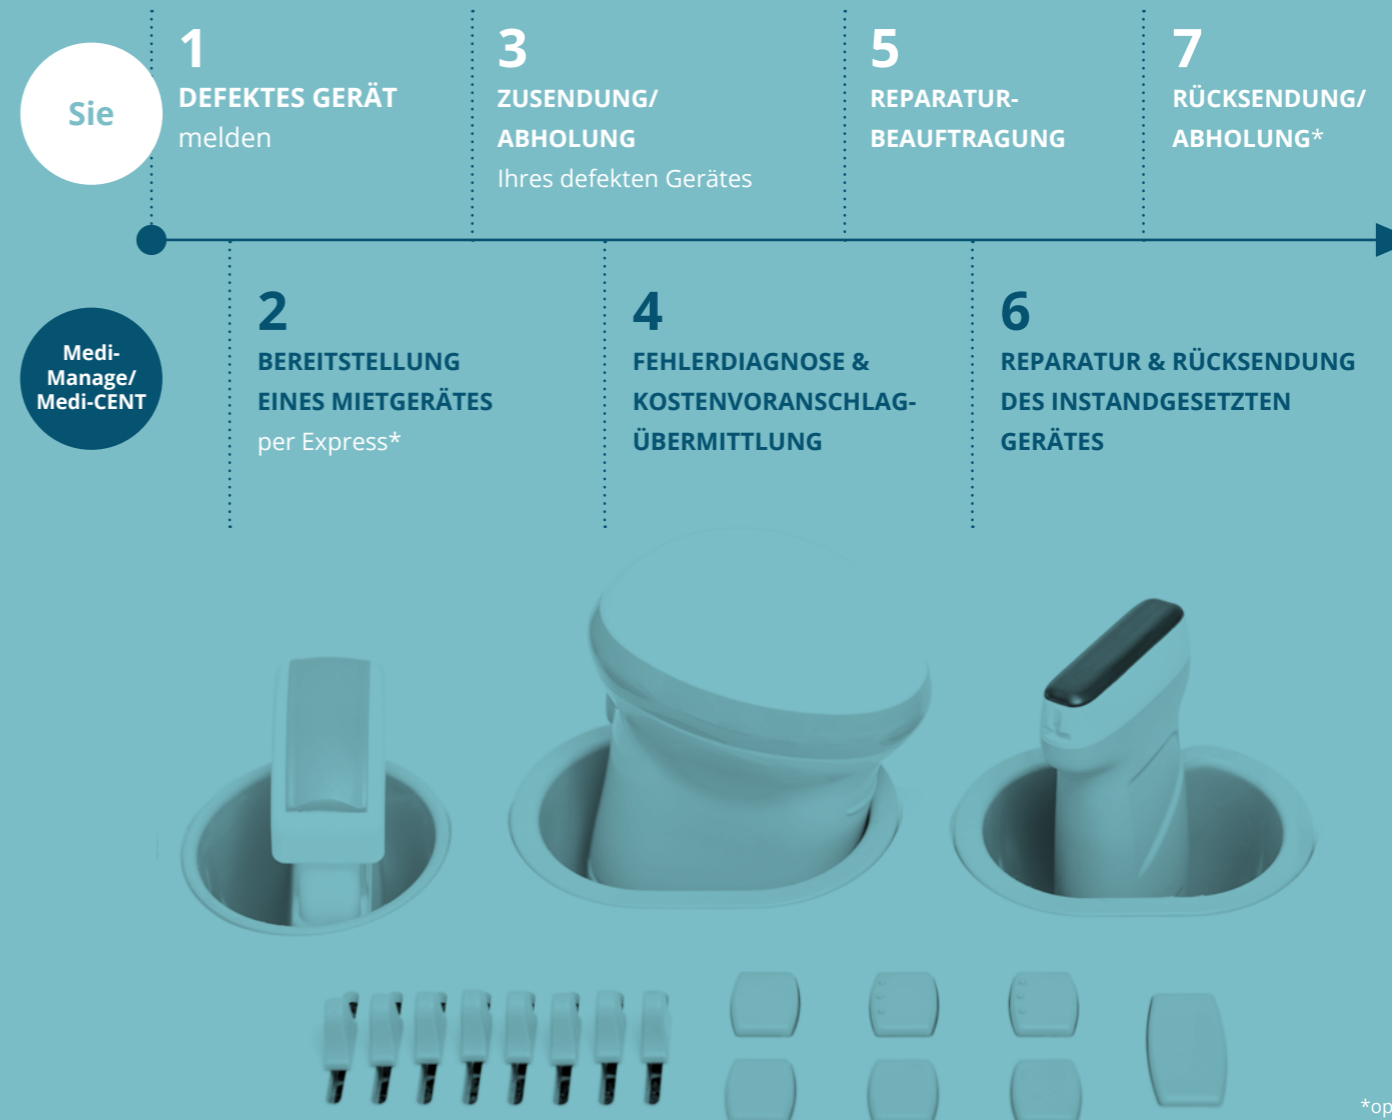 Sie
1
DEFEKTES GERÄT
melden
3
ZUSENDUNG/
ABHOLUNG
Ihres defekten Gerätes
5
REPARATUR-
BEAUFTRAGUNG
7
RÜCKSENDUNG/
ABHOLUNG*
Medi-
Manage/
Medi-CENT
2
BEREITSTELLUNG
EINES MIETGERÄTES
per Express*
4
FEHLERDIAGNOSE &
KOSTENVORANSCHLAG-
ÜBERMITTLUNG
6
REPARATUR & RÜCKSENDUNG
DES INSTANDGESETZTEN
GERÄTES